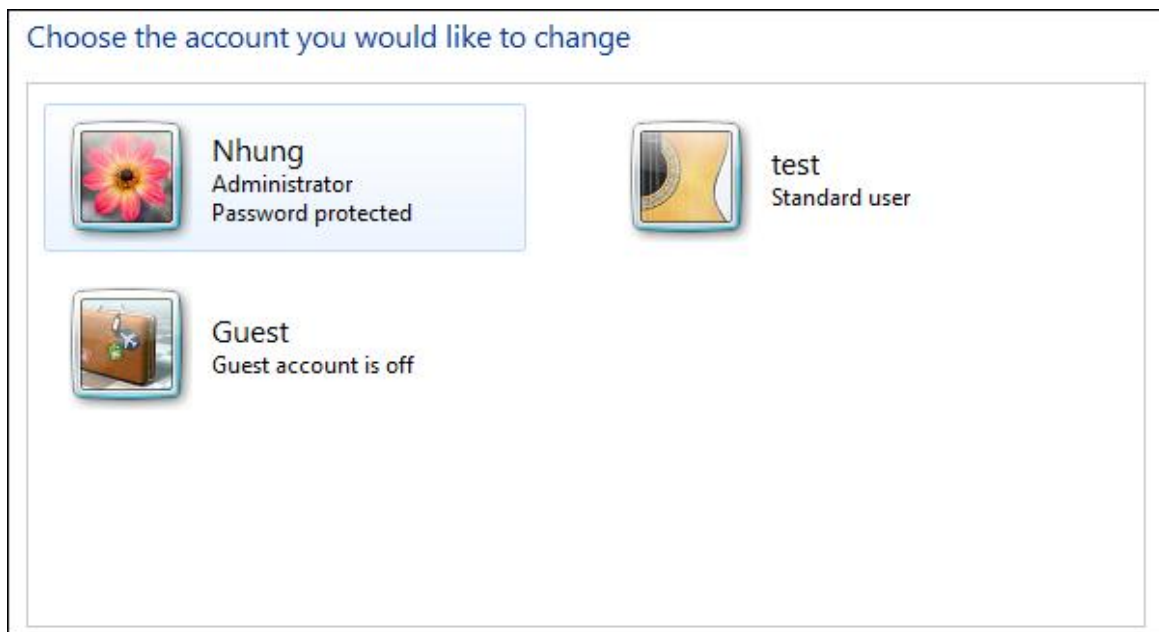 Choose the account you would like to change
Nhung
Administrator
Password protected
test
Standard user
Guest
Guest account is off